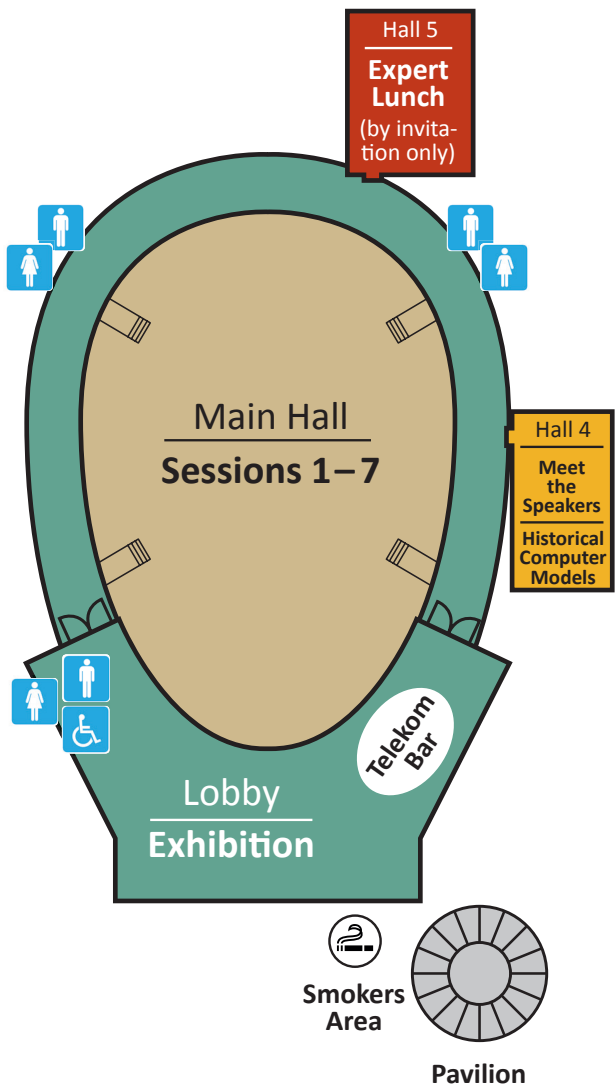 Hall 5
Expert
Lunch
(by invita-
tion only)
Main Hall
Sessions 1–7
Hall 4
Meet
the
Speakers
Historical
Computer
Models
Telekom
Bar
Lobby
Exhibition
Smokers
Area
Pavilion